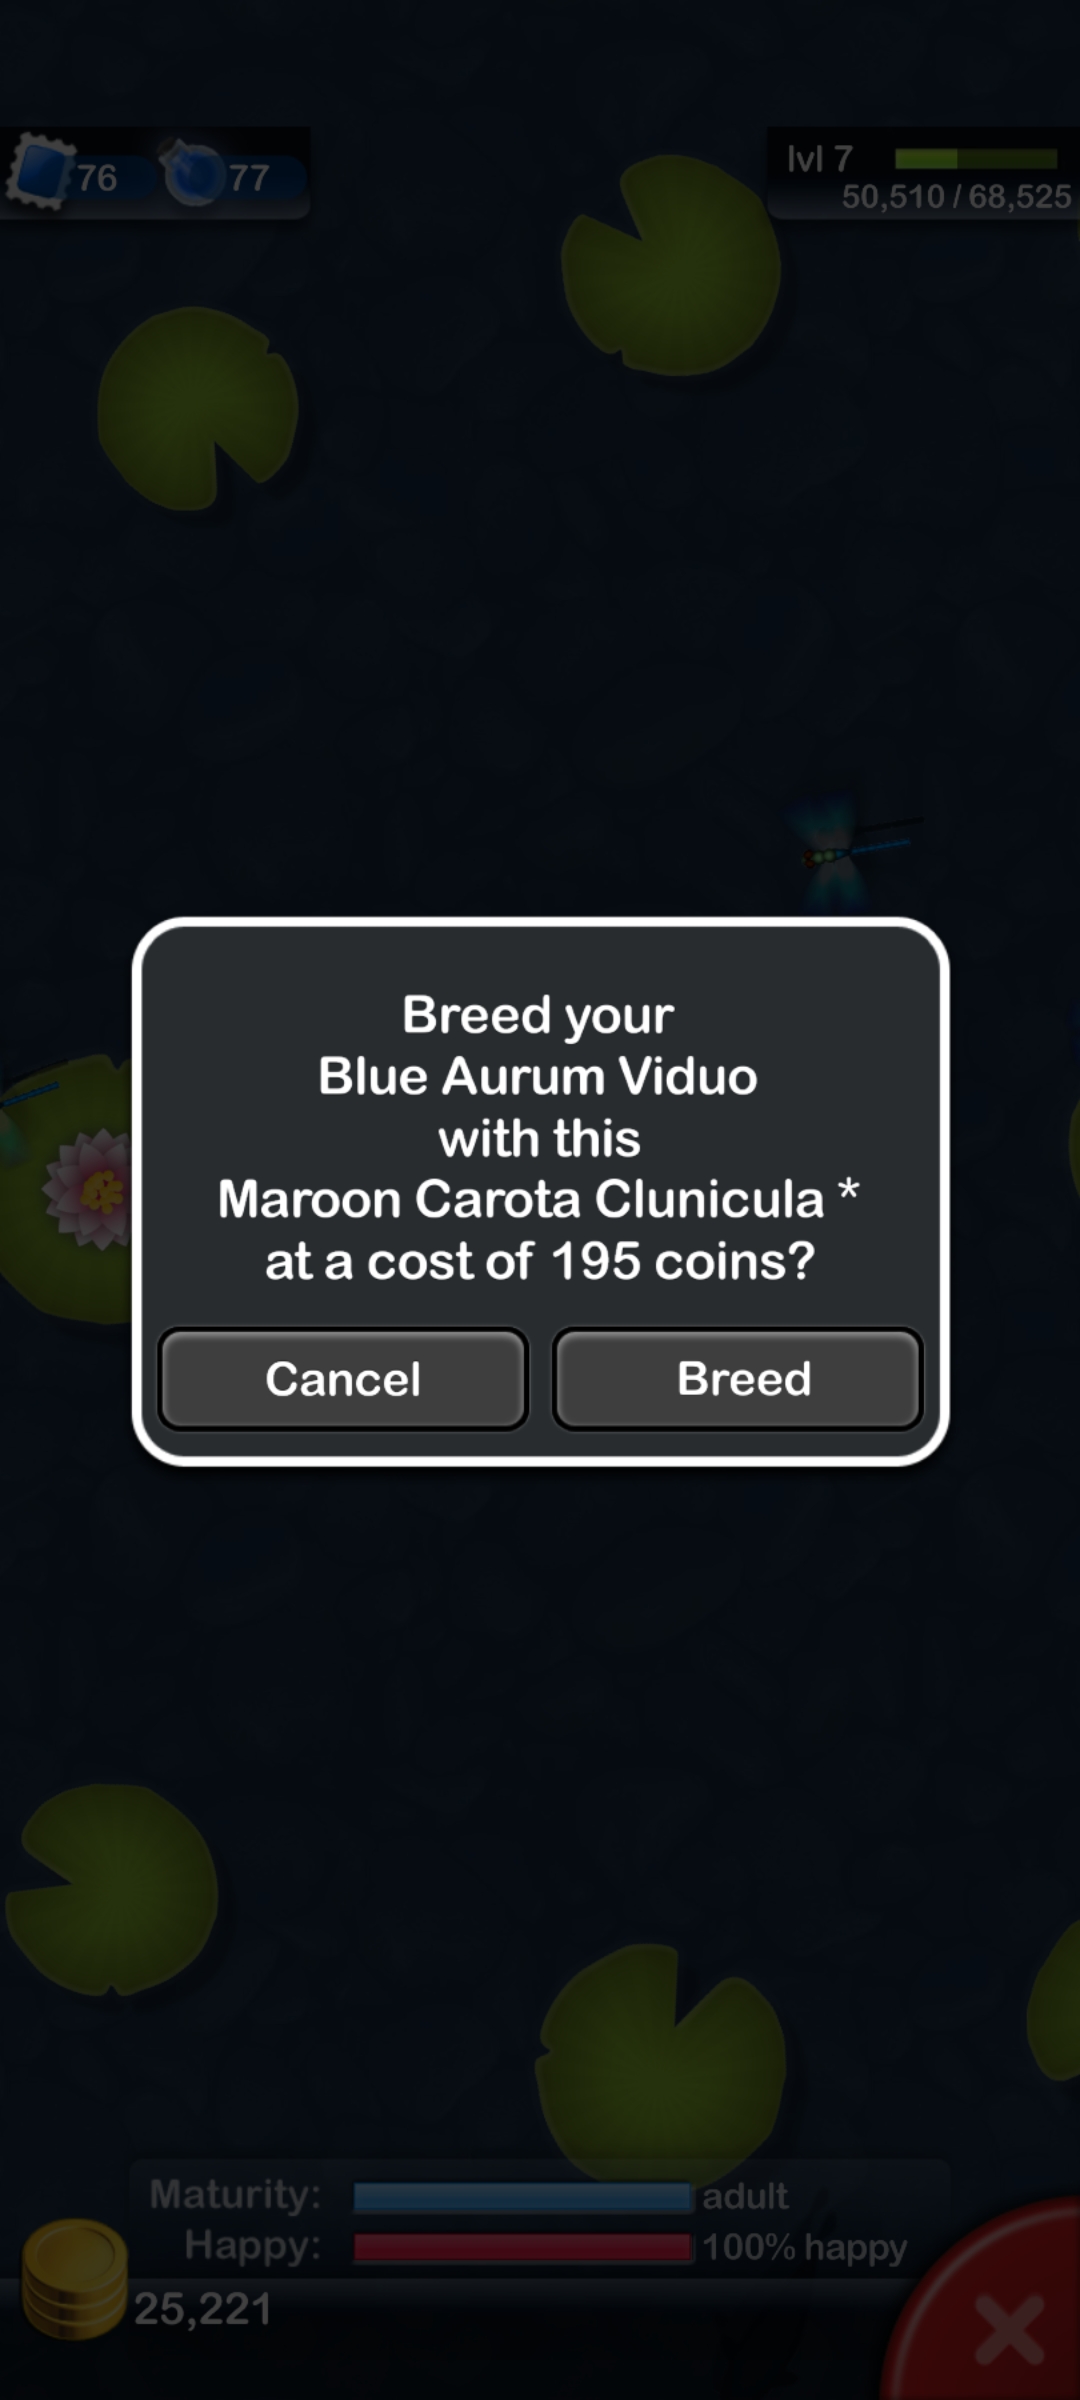 76
77
lvl 7
50,510 / 68,525
Breed your
Blue Aurum Viduo
with this
Maroon Carota Clunicula *
at a cost of 195 coins?
Cancel
Breed
Maturity:
adult
Happy:
100% happy
25,221